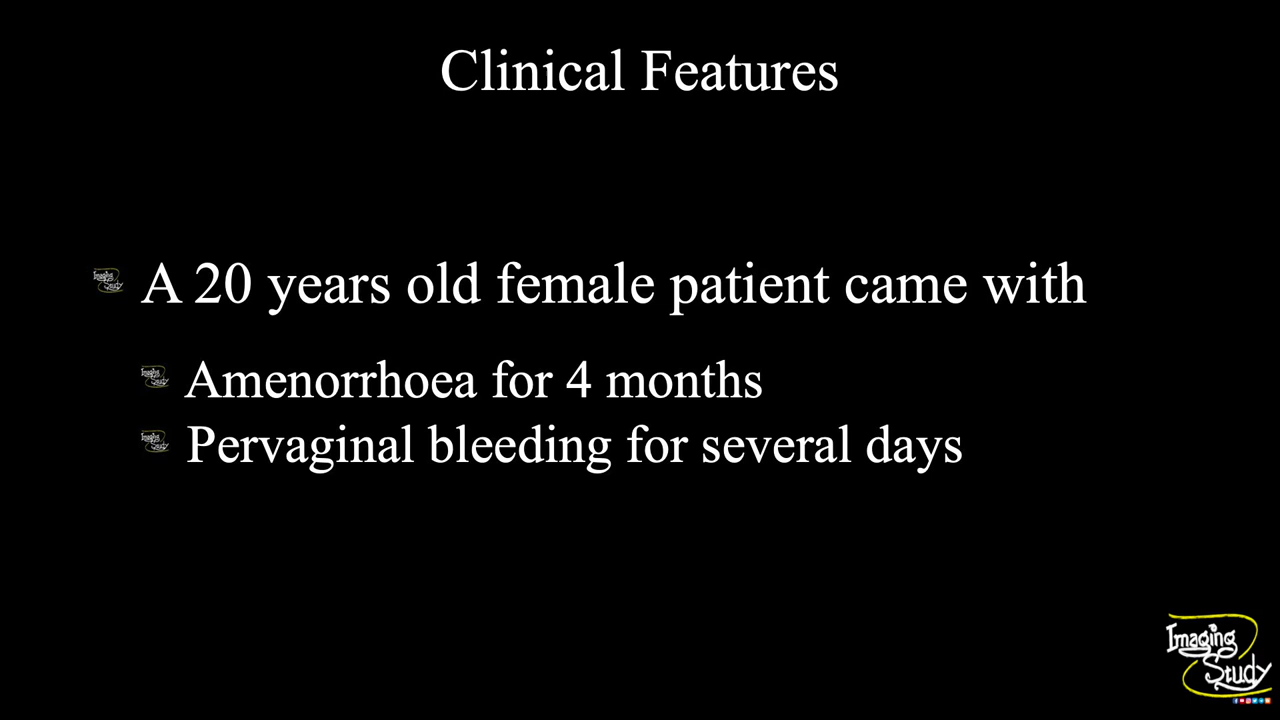 Clinical Features
A 20 years old female patient came with
Amenorrhoea for 4 months
Pervaginal bleeding for several days
Imaging
Study